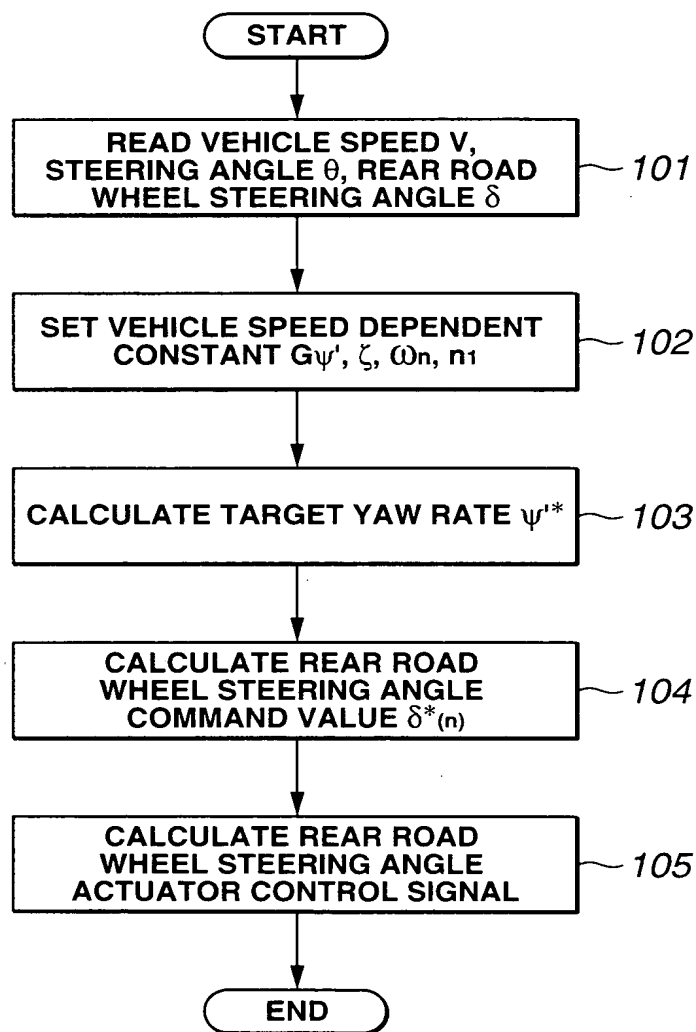 START
READ VEHICLE SPEED V,
STEERING ANGLE θ, REAR ROAD
WHEEL STEERING ANGLE δ
101
SET VEHICLE SPEED DEPENDENT
CONSTANT Gψ', ζ, ωn, n1
102
CALCULATE TARGET YAW RATE ψ'*
103
CALCULATE REAR ROAD
WHEEL STEERING ANGLE
COMMAND VALUE δ*(n)
104
CALCULATE REAR ROAD
WHEEL STEERING ANGLE
ACTUATOR CONTROL SIGNAL
105
END